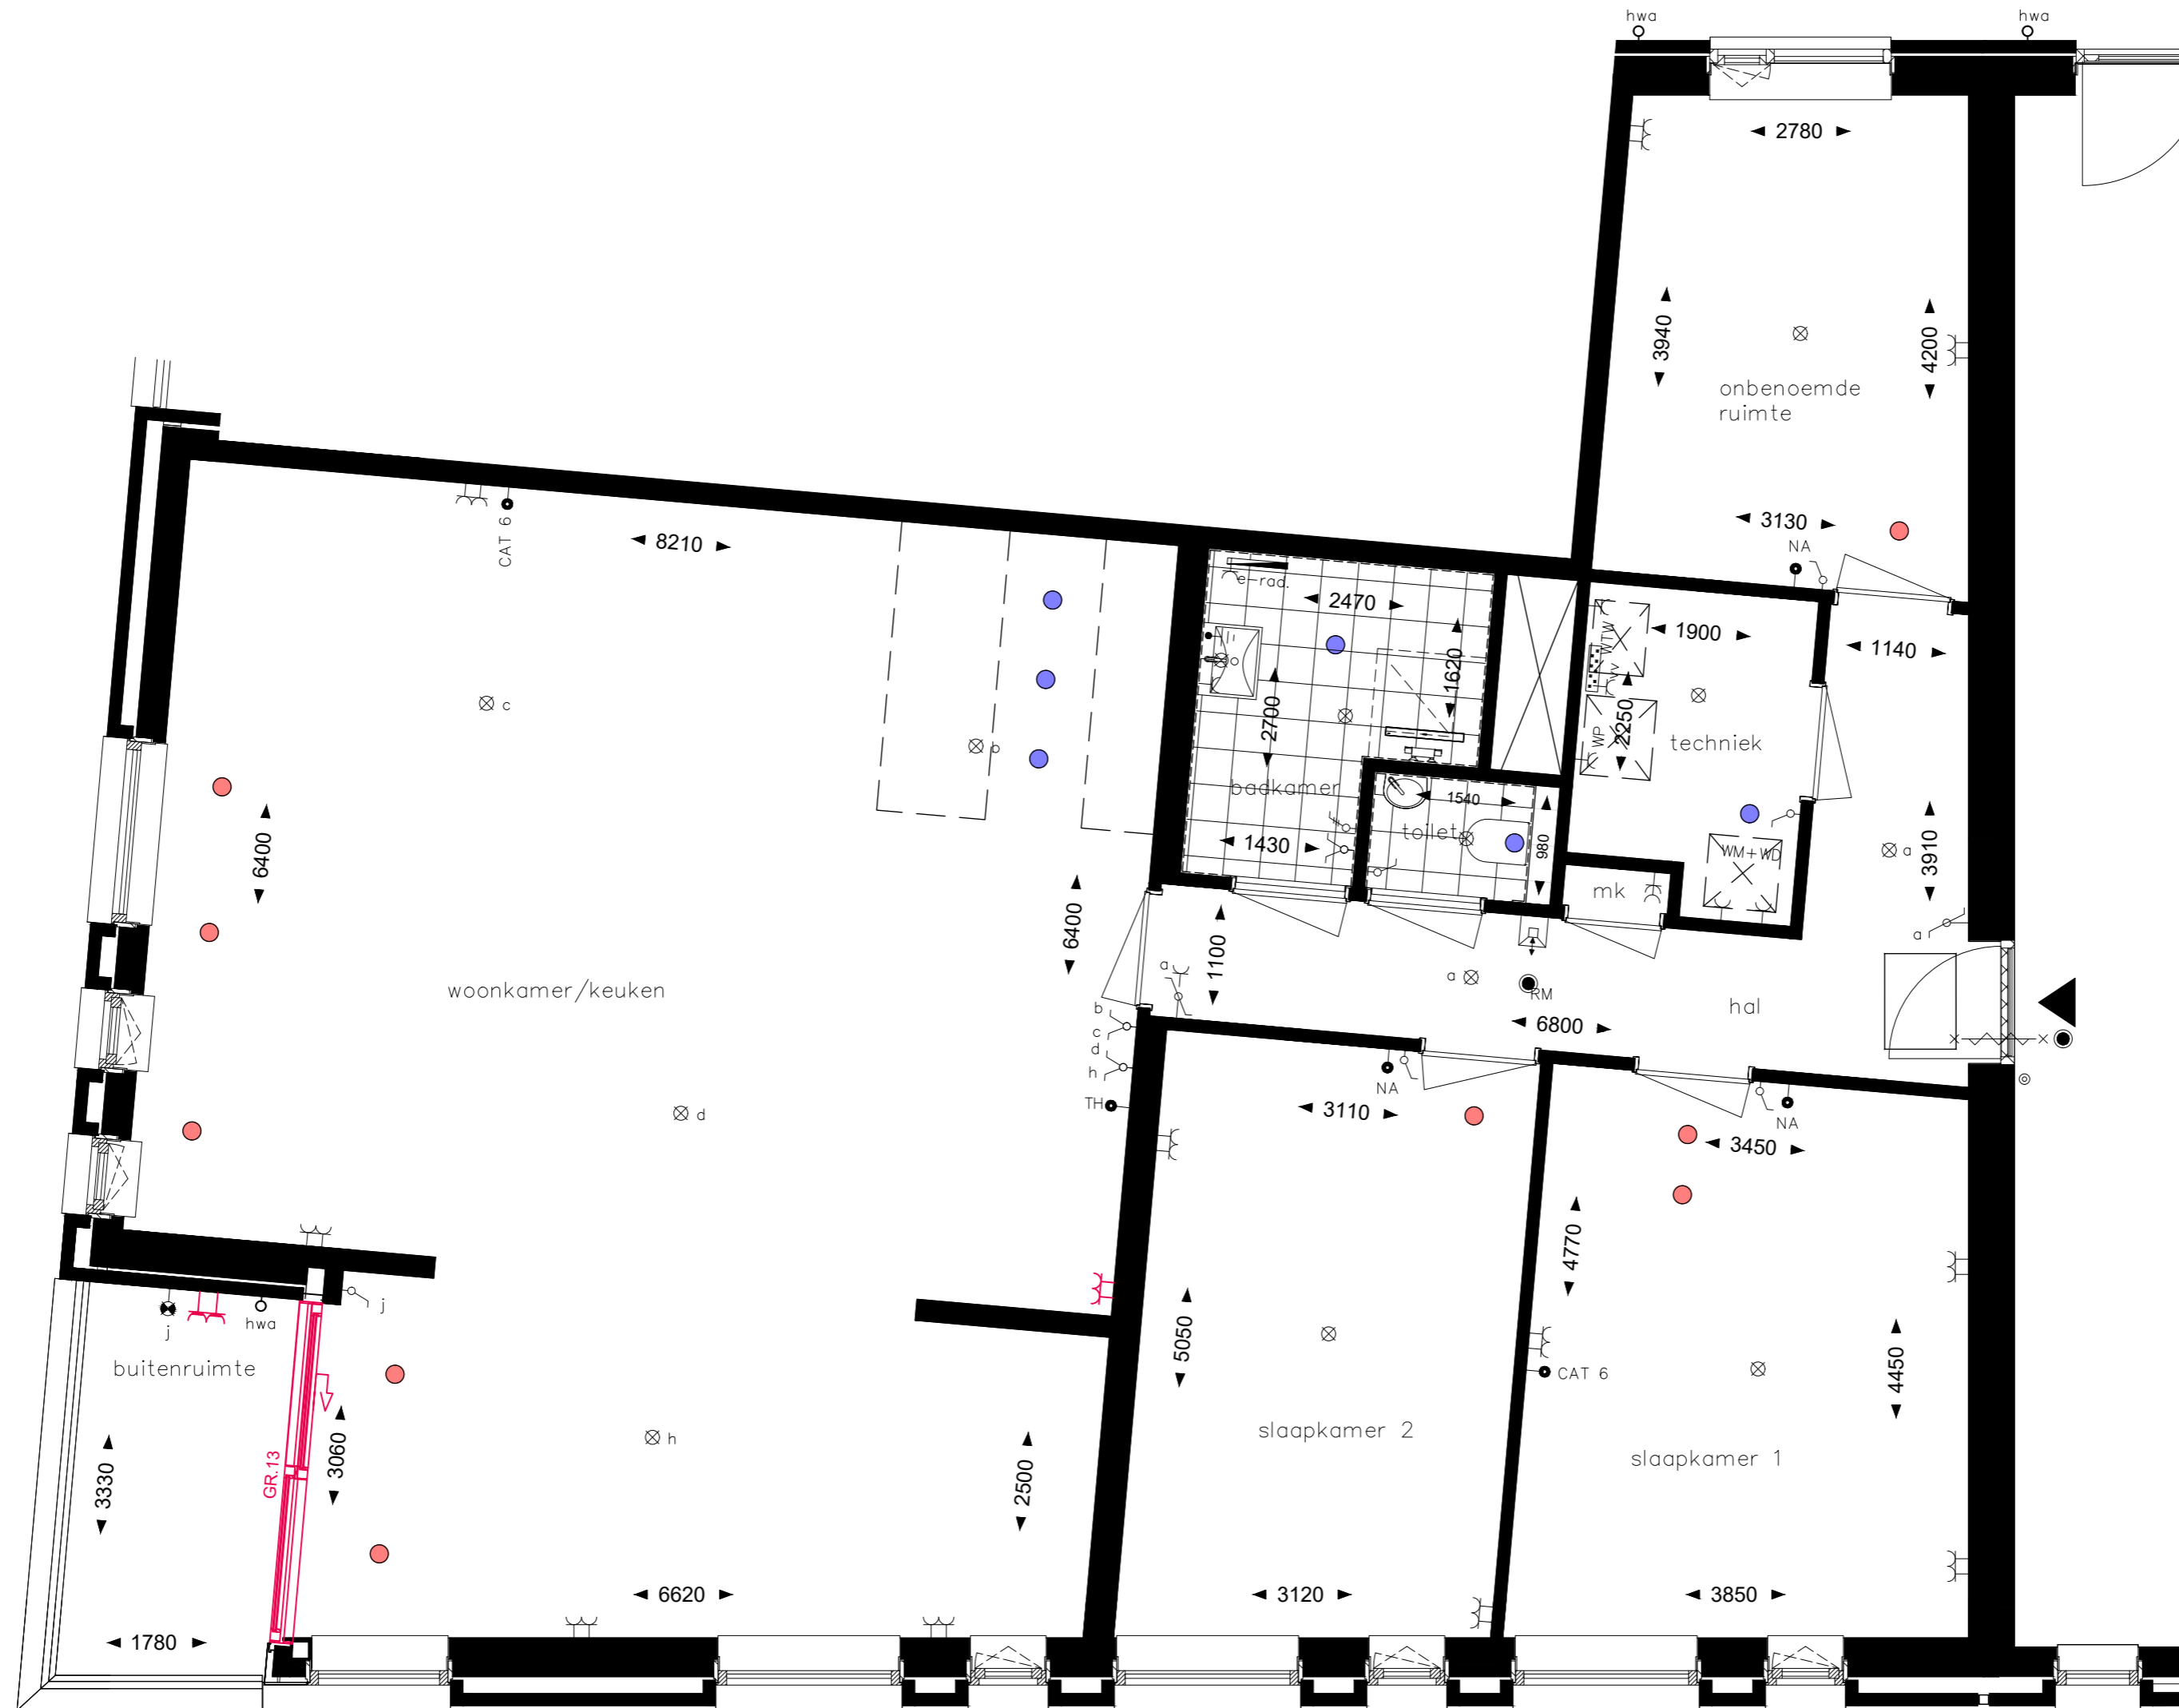 hwa
hwa
2780
3940
4200
onbenoemde
ruimte
3130
NA
CAT 6
8210
e-rad.
2470
1620
2700
badkamer
1430
1540
toilet
980
WTW
vv
1900
1140
2250
WP
techniek
WM+WD
mk
3910
a
a
c
b
6400
6400
woonkamer/keuken
1100
a
a
RM
6800
hal
b
c
d
h
TH
d
NA
3110
NA
3450
4770
5050
4450
CAT 6
slaapkamer 2
slaapkamer 1
j
hwa
j
buitenruimte
GR.13
3060
3330
h
2500
6620
1780
3120
3850